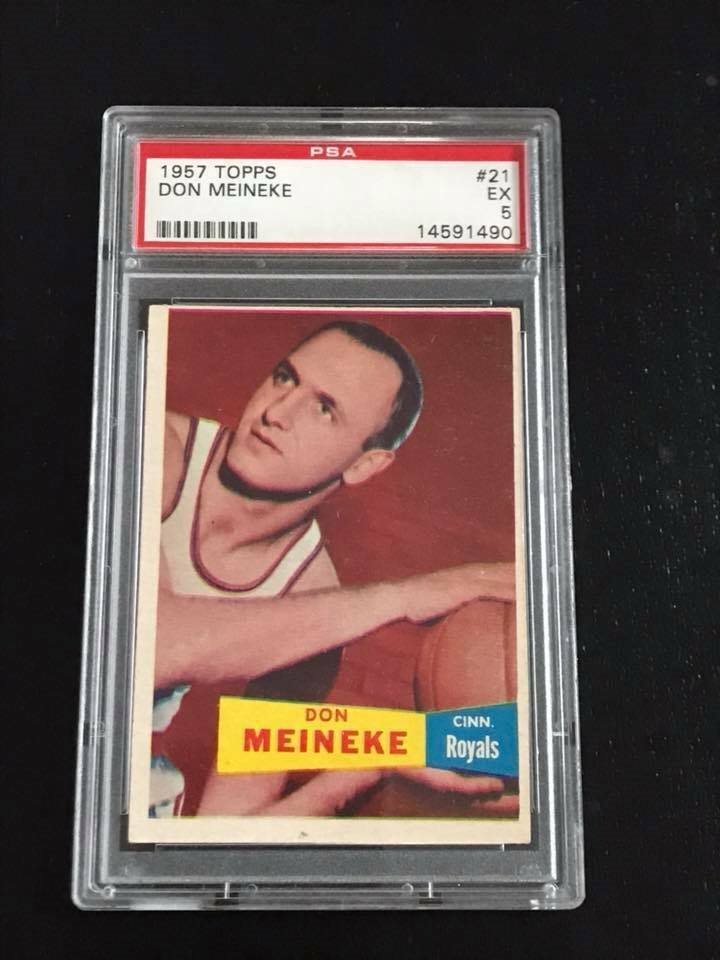 PSA
1957 TOPPS #21
DON MEINEKE EX
5
14591490
DON
MEINEKE
CINN.
Royals